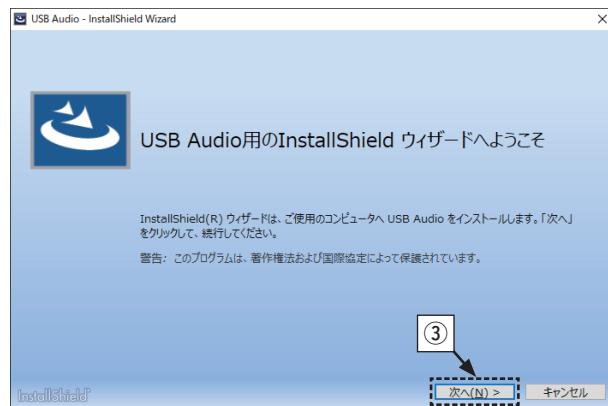 USB Audio - InstallShield Wizard
USB Audio用のInstallShield ウィザードへようこそ
InstallShield(R) ウィザードは、ご使用のコンピュータへ USB Audio をインストールします。「次へ」
をクリックして、続行してください。
警告: このプログラムは、著作権法および国際協定によって保護されています。
③
InstallShield
次へ(N) >
キャンセル